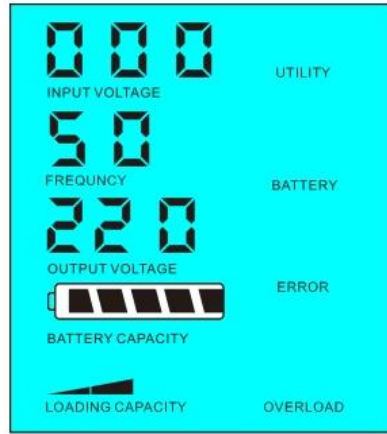 000
UTILITY
INPUT VOLTAGE
50
FREQUNCY
BATTERY
220
OUTPUT VOLTAGE
ERROR
BATTERY CAPACITY
LOADING CAPACITY
OVERLOAD